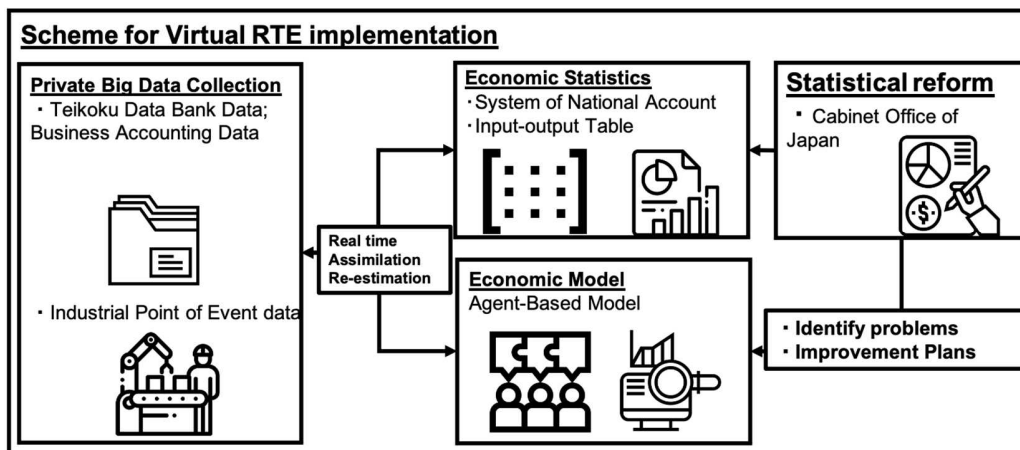 Scheme for Virtual RTE implementation
Private Big Data Collection
・Teikoku Data Bank Data;
Business Accounting Data
・Industrial Point of Event data
Real time
Assimilation
Re-estimation
Economic Statistics
・System of National Account
・Input-output Table
Economic Model
Agent-Based Model
Statistical reform
・Cabinet Office of
Japan
$
・Identify problems
・Improvement Plans